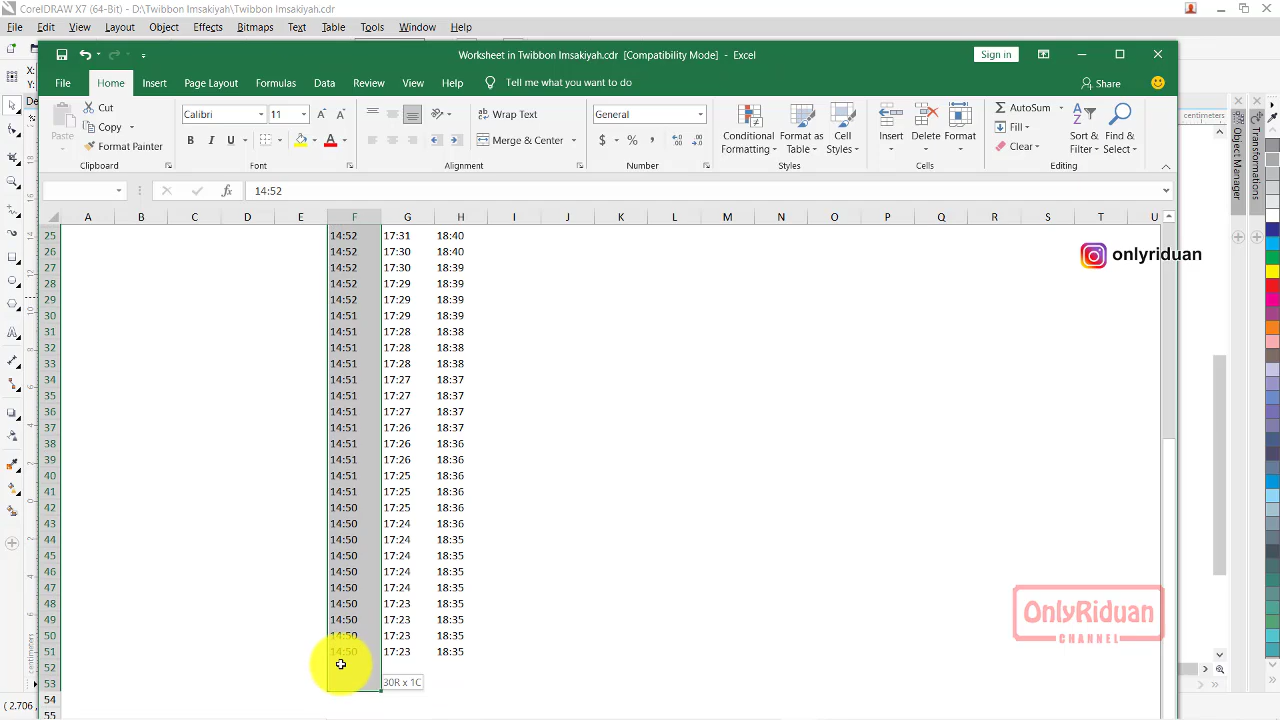 CorelDRAW X7 (64-Bit) - D:\Twibbon Imsakiyah\Twibbon Imsakiyah.cdr
File Edit View Layout Object Effects Bitmaps Text Table Tools Window Help
Worksheet in Twibbon Imsakiyah.cdr [Compatibility Mode] - Excel
Sign in
File Home Insert Page Layout Formulas Data Review View Help Tell me what you want to do Share
Paste
Cut
Copy
Format Painter
Clipboard
Calibri 11
B I U A
Font
Wrap Text
Merge & Center
Alignment
General
$ % ,
Number
Conditional Formatting
Format as Table
Cell Styles
Styles
Insert
Delete
Format
Cells
AutoSum
Fill
Clear
Sort & Filter
Find & Select
Editing
fx 14:52
A B C D E F G H I J K L M N O P Q R S T U
25 14:52 17:31 18:40
26 14:52 17:30 18:40
27 14:52 17:30 18:39
28 14:52 17:29 18:39
29 14:52 17:29 18:39
30 14:51 17:29 18:39
31 14:51 17:28 18:38
32 14:51 17:28 18:38
33 14:51 17:28 18:38
34 14:51 17:27 18:37
35 14:51 17:27 18:37
36 14:51 17:27 18:37
37 14:51 17:26 18:37
38 14:51 17:26 18:36
39 14:51 17:26 18:36
40 14:51 17:25 18:36
41 14:51 17:25 18:36
42 14:50 17:25 18:36
43 14:50 17:24 18:36
44 14:50 17:24 18:35
45 14:50 17:24 18:35
46 14:50 17:24 18:35
47 14:50 17:24 18:35
48 14:50 17:23 18:35
49 14:50 17:23 18:35
50 14:50 17:23 18:35
51 14:50 17:23 18:35
52
53 30R x 1C
54
55
onlyriduan
OnlyRiduan
CHANNEL
centimeters
Object Manager
Transformations
centimeters
X:
Y:
( 2.706